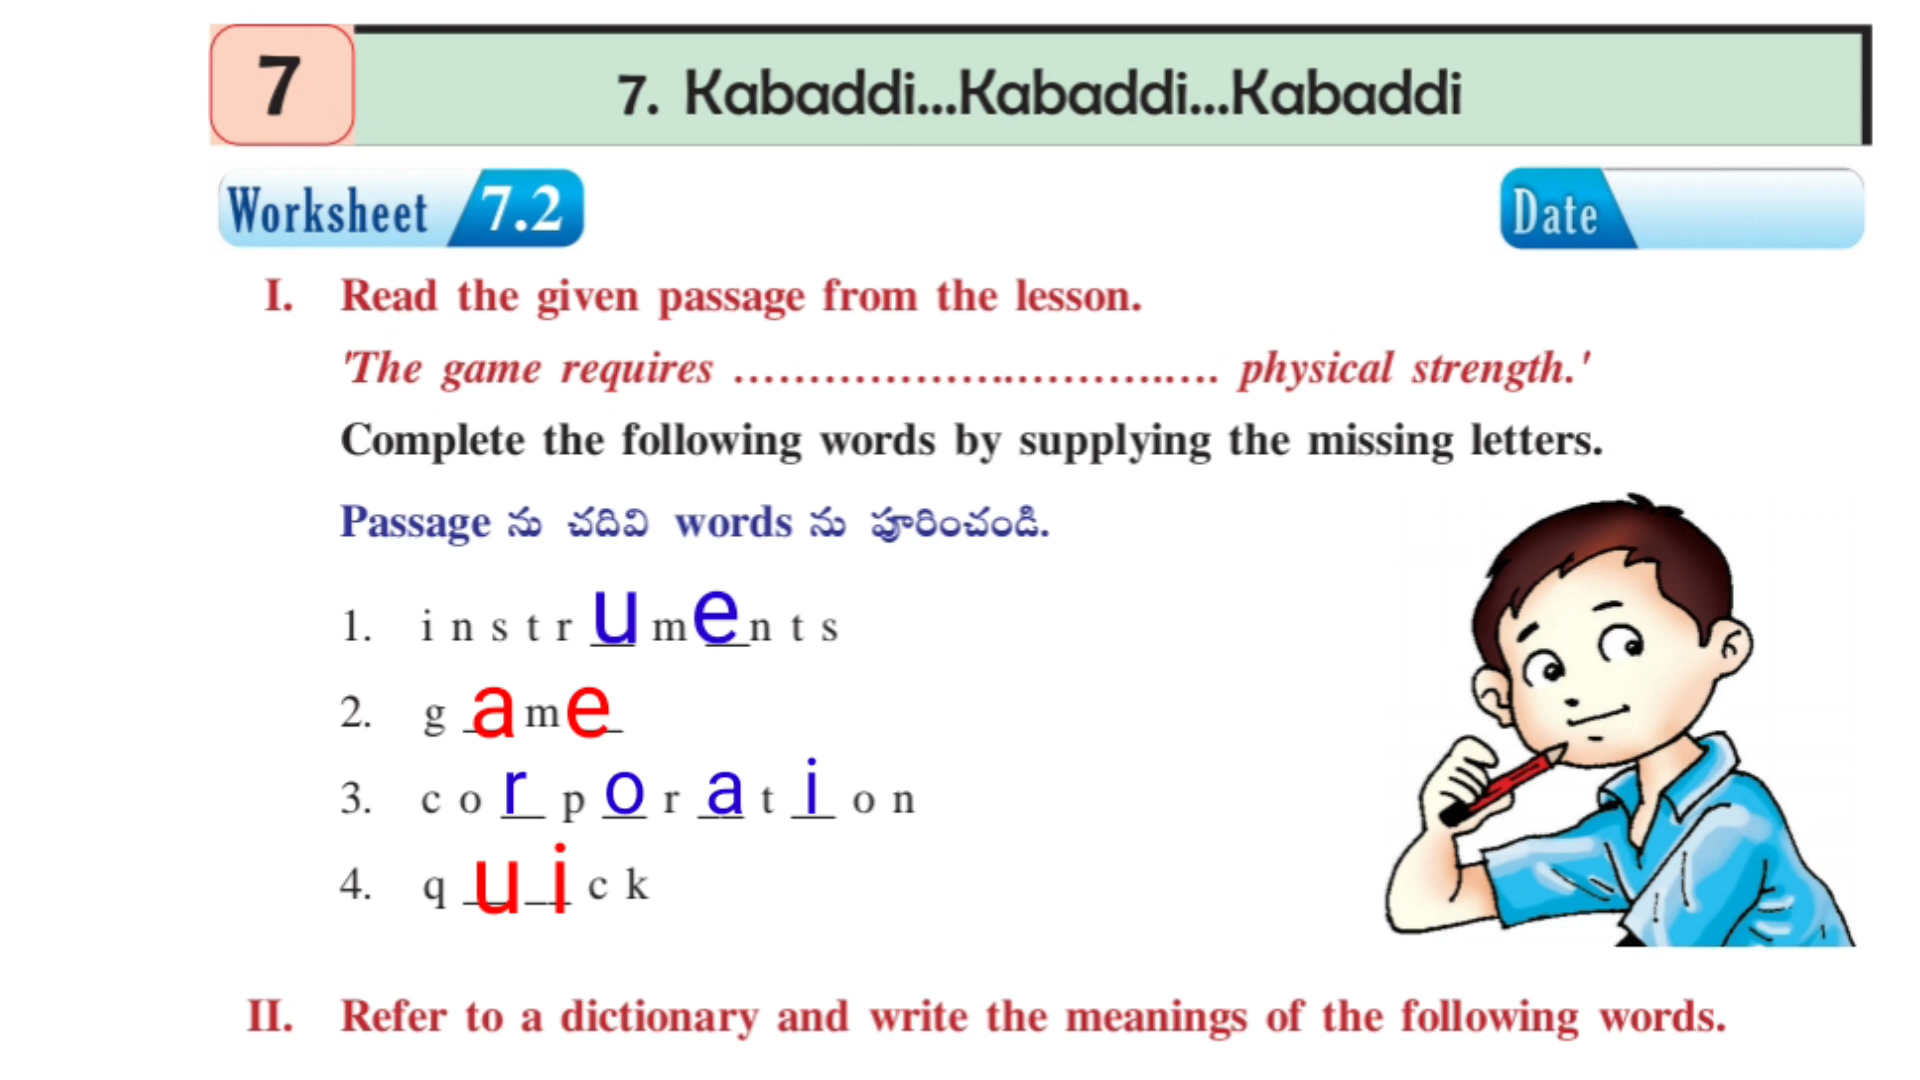 7
7. Kabaddi...Kabaddi...Kabaddi
Worksheet 7.2
Date
I. Read the given passage from the lesson.
'The game requires ................................ physical strength.'
Complete the following words by supplying the missing letters.
Passage ను చదివి words ను పూరించండి.
1. i n s t r u m e n t s
2. g a m e
3. c o r p o r a t i o n
4. q u i c k
II. Refer to a dictionary and write the meanings of the following words.